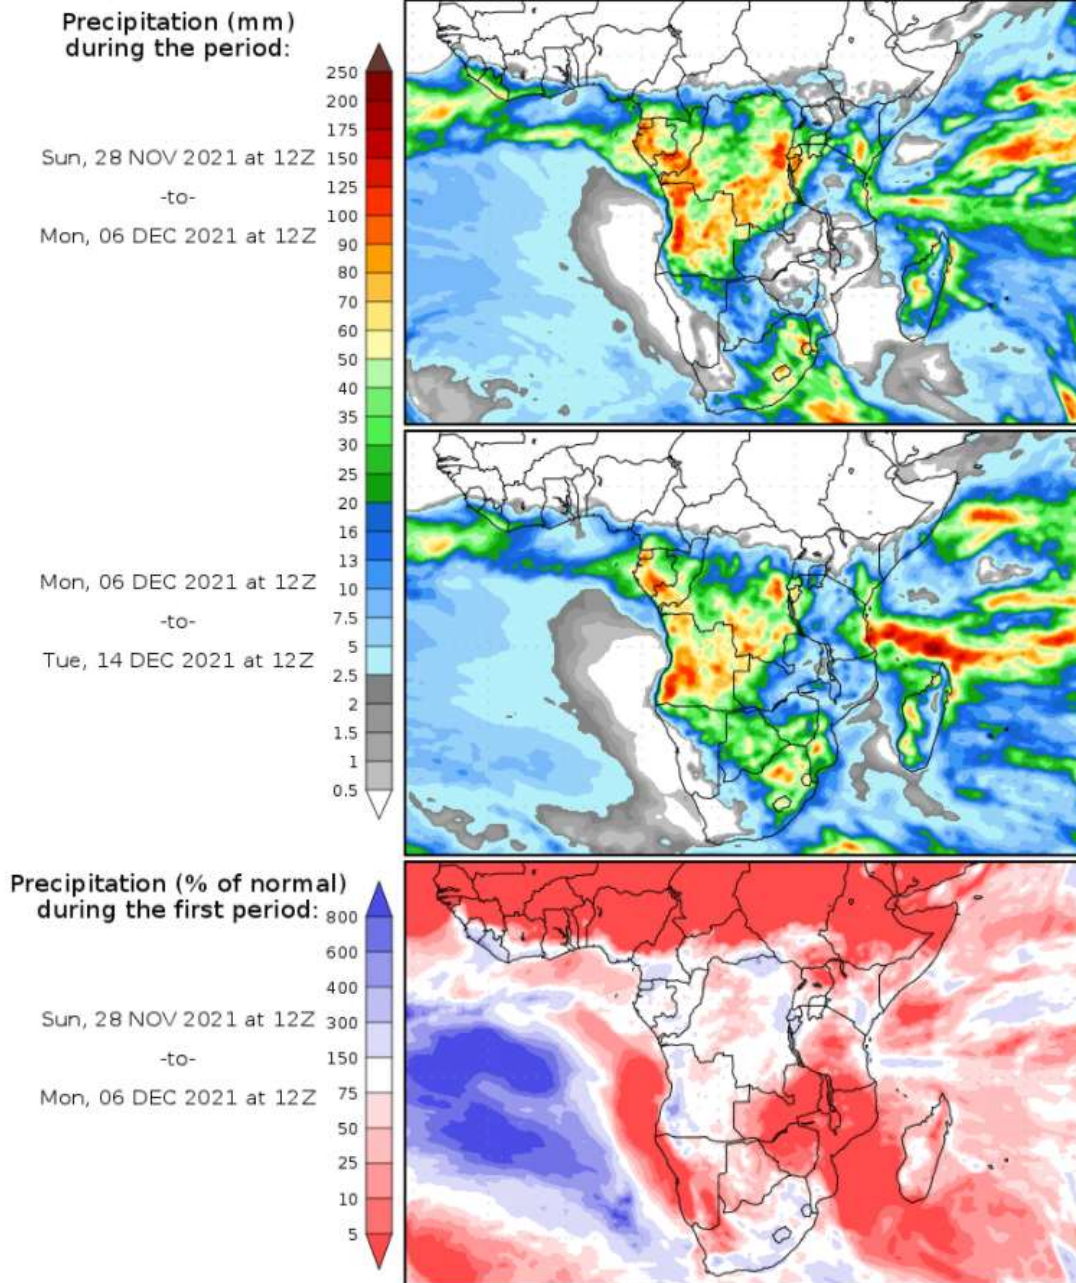 Precipitation (mm)
during the period:
Sun, 28 NOV 2021 at 12Z
-to-
Mon, 06 DEC 2021 at 12Z
Mon, 06 DEC 2021 at 12Z
-to-
Tue, 14 DEC 2021 at 12Z
250
200
175
150
125
100
90
80
70
60
50
40
35
30
25
20
16
13
10
7.5
5
2.5
2
1.5
1
0.5
Precipitation (% of normal)
during the first period:
Sun, 28 NOV 2021 at 12Z
-to-
Mon, 06 DEC 2021 at 12Z
800
600
400
300
150
75
50
25
10
5